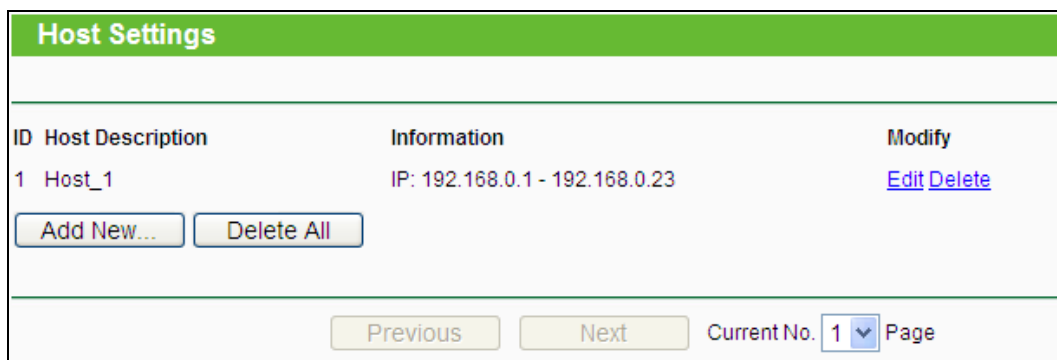 Host Settings
ID Host Description Information Modify
1 Host_1 IP: 192.168.0.1 - 192.168.0.23 Edit Delete
Add New... Delete All
Previous Next Current No. 1 Page